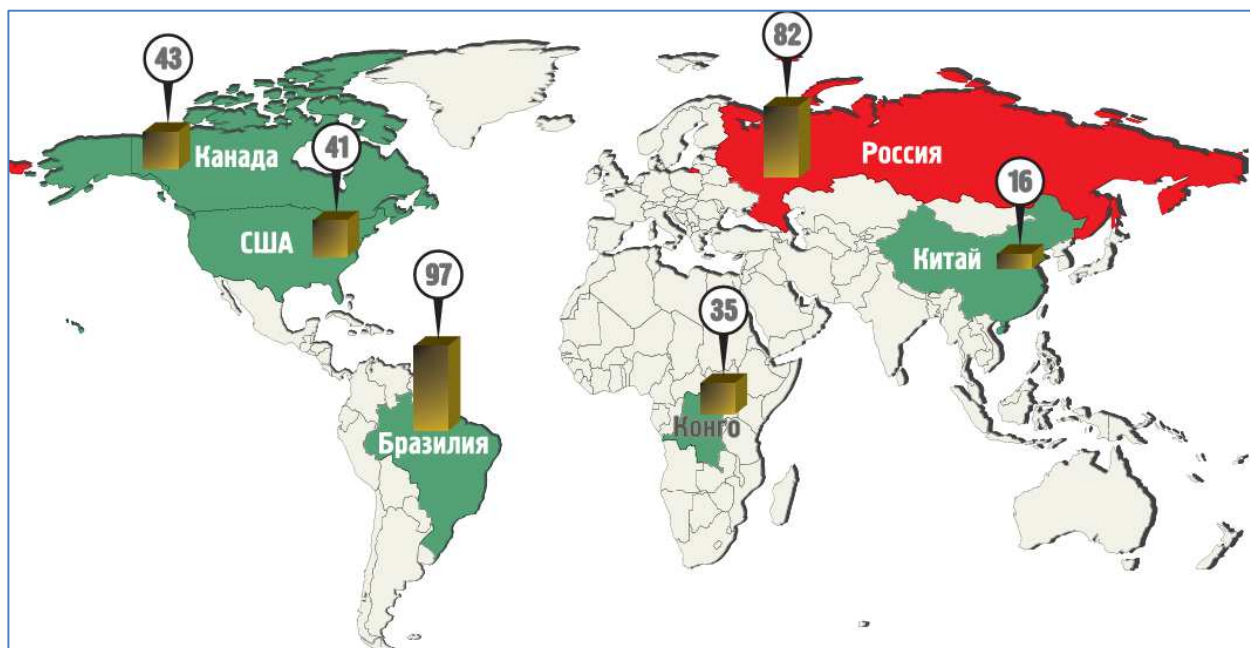 82
43
Канада
41
Россия
16
США
Китай
97
35
Конго
Бразилия